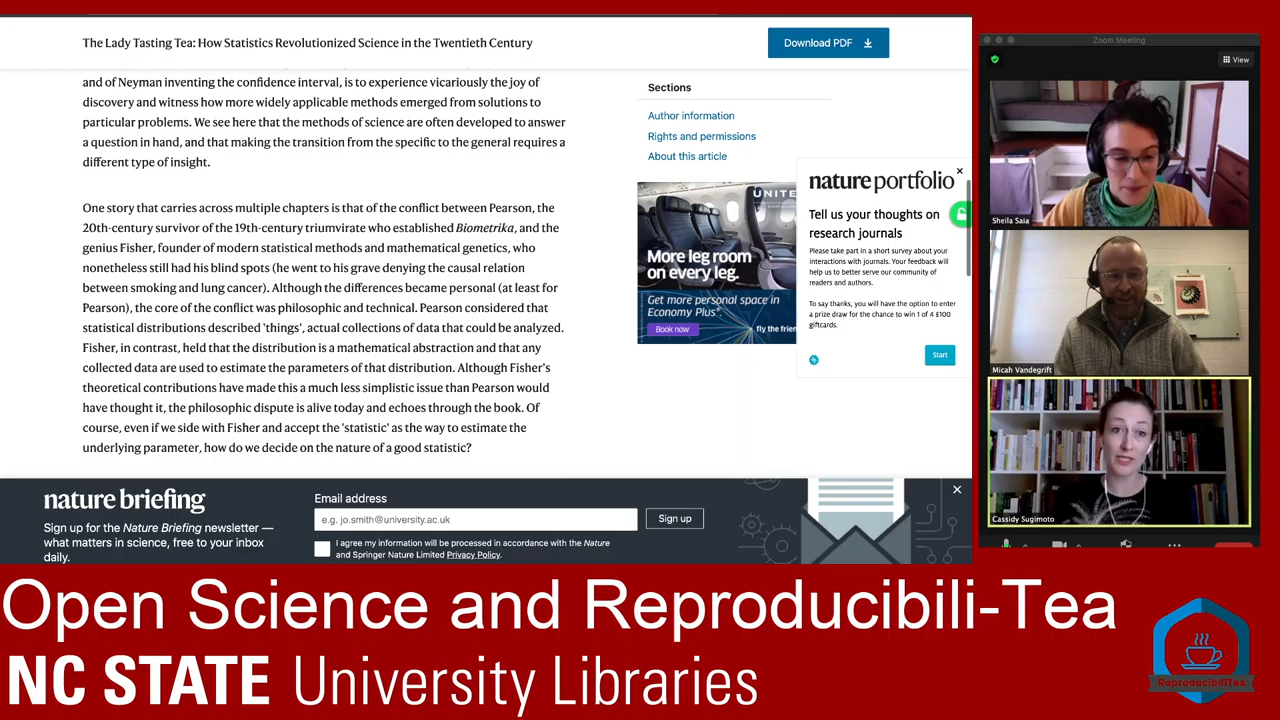 The Lady Tasting Tea: How Statistics Revolutionized Science in the Twentieth Century
Download PDF
and of Neyman inventing the confidence interval, is to experience vicariously the joy of
discovery and witness how more widely applicable methods emerged from solutions to
particular problems. We see here that the methods of science are often developed to answer
a question in hand, and that making the transition from the specific to the general requires a
different type of insight.
One story that carries across multiple chapters is that of the conflict between Pearson, the
20th-century survivor of the 19th-century triumvirate who established Biometrika, and the
genius Fisher, founder of modern statistical methods and mathematical genetics, who
nonetheless still had his blind spots (he went to his grave denying the causal relation
between smoking and lung cancer). Although the differences became personal (at least for
Pearson), the core of the conflict was philosophic and technical. Pearson considered that
statistical distributions described 'things', actual collections of data that could be analyzed.
Fisher, in contrast, held that the distribution is a mathematical abstraction and that any
collected data are used to estimate the parameters of that distribution. Although Fisher's
theoretical contributions have made this a much less simplistic issue than Pearson would
have thought it, the philosophic dispute is alive today and echoes through the book. Of
course, even if we side with Fisher and accept the 'statistic' as the way to estimate the
underlying parameter, how do we decide on the nature of a good statistic?
Sections
Author information
Rights and permissions
About this article
UNITE
More leg room
on every leg.
Get more personal space in
Economy Plus®.
Book now
fly the frien
nature portfolio
Tell us your thoughts on
research journals
Please take part in a short survey about your
interactions with journals. Your feedback will
help us to better serve our community of
readers and authors.
To say thanks, you will have the option to enter
a prize draw for the chance to win 1 of 4 £100
giftcards.
Start
nature briefing
Sign up for the Nature Briefing newsletter —
what matters in science, free to your inbox
daily.
Email address
e.g. jo.smith@university.ac.uk
Sign up
I agree my information will be processed in accordance with the Nature
and Springer Nature Limited Privacy Policy.
Zoom Meeting
View
Sheila Saia
Micah Vandegrift
Cassidy Sugimoto
Open Science and Reproducibili-Tea
NC STATE University Libraries
ReproducibiliTea